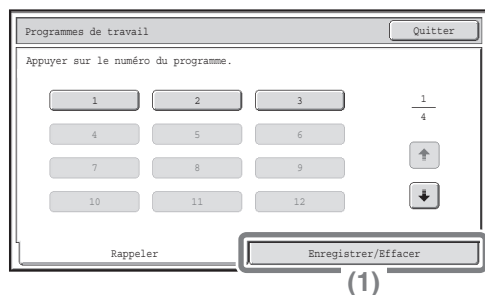 Programmes de travail Quitter
Appuyer sur le numéro du programme.
1 2 3 1
4 5 6 4
7 8 9
10 11 12
Rappeler Enregistrer/Effacer
(1)